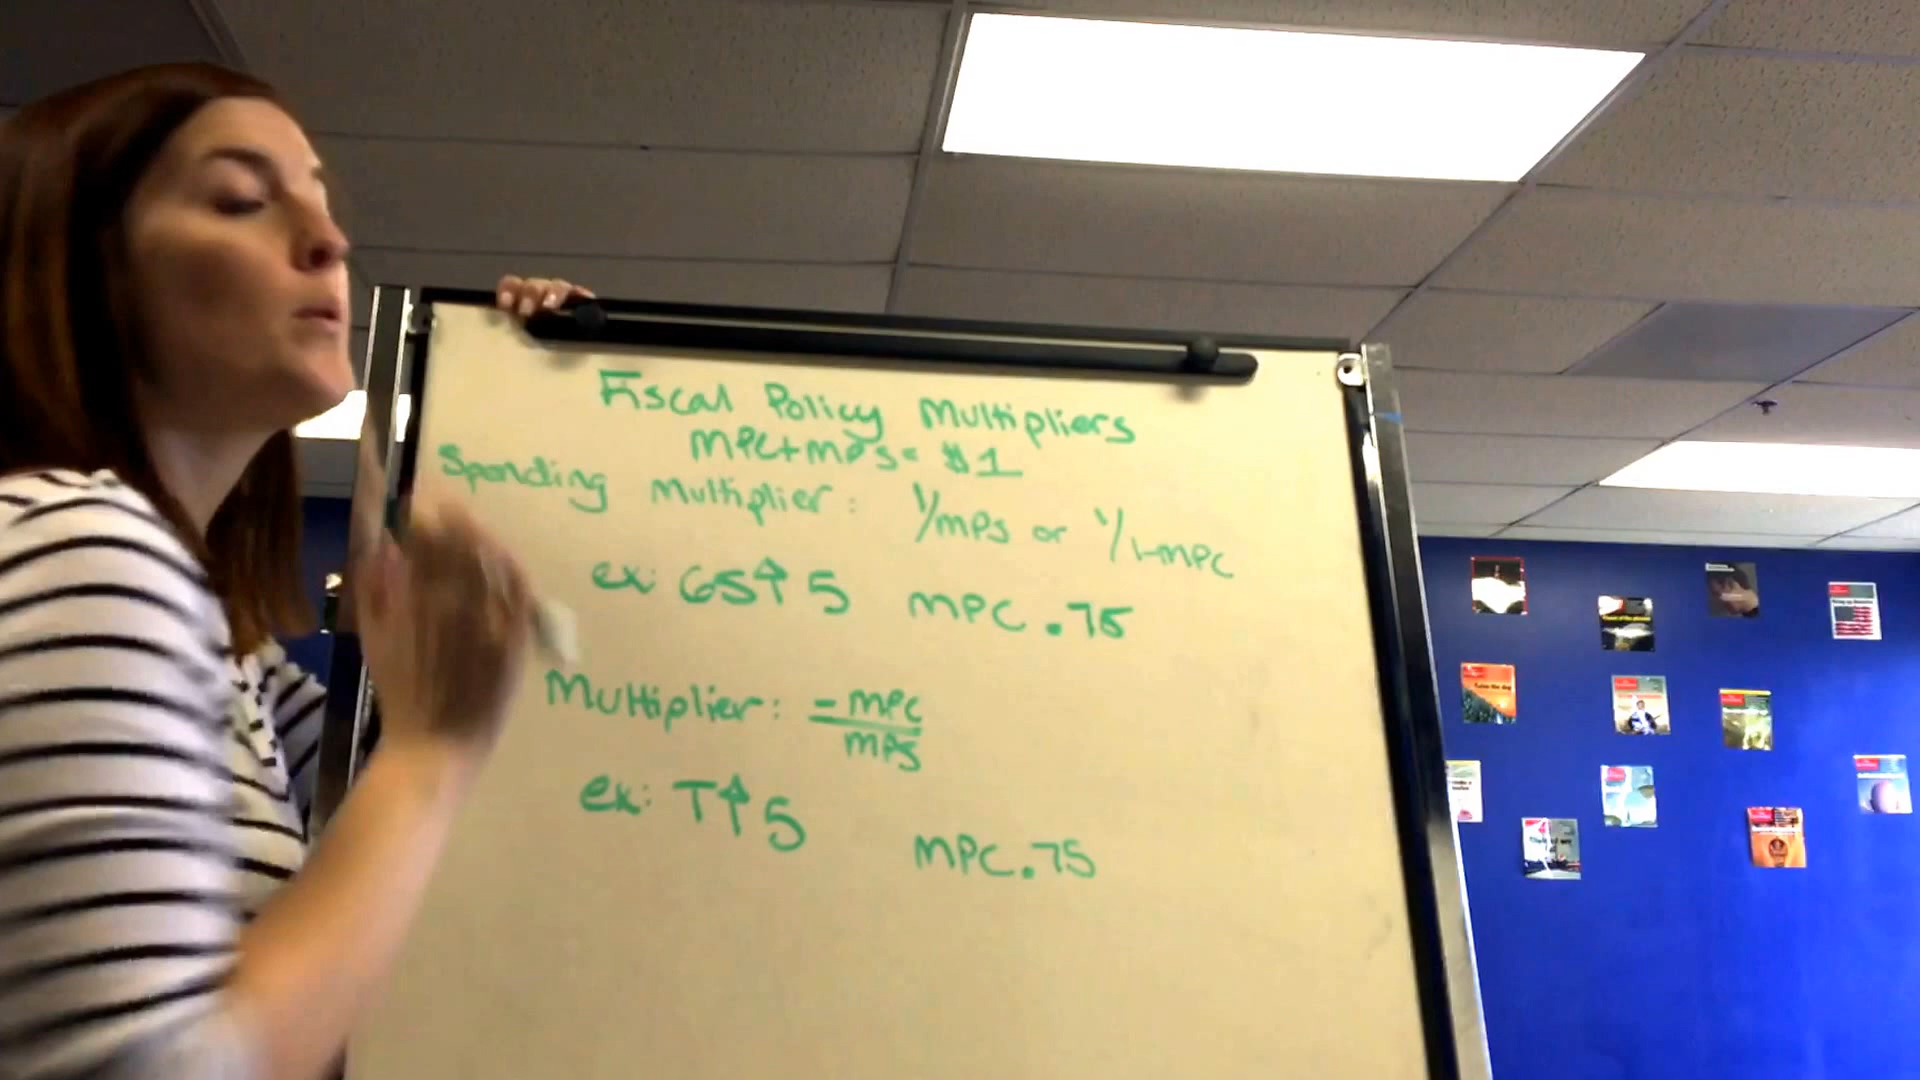 Fiscal Policy Multipliers
MPC+MPS = $1
Spending Multiplier: 1/MPS or 1/1-MPC
ex: GS↑5 MPC .75
Multiplier: -MPC/MPS
ex: T↑5 MPC .75